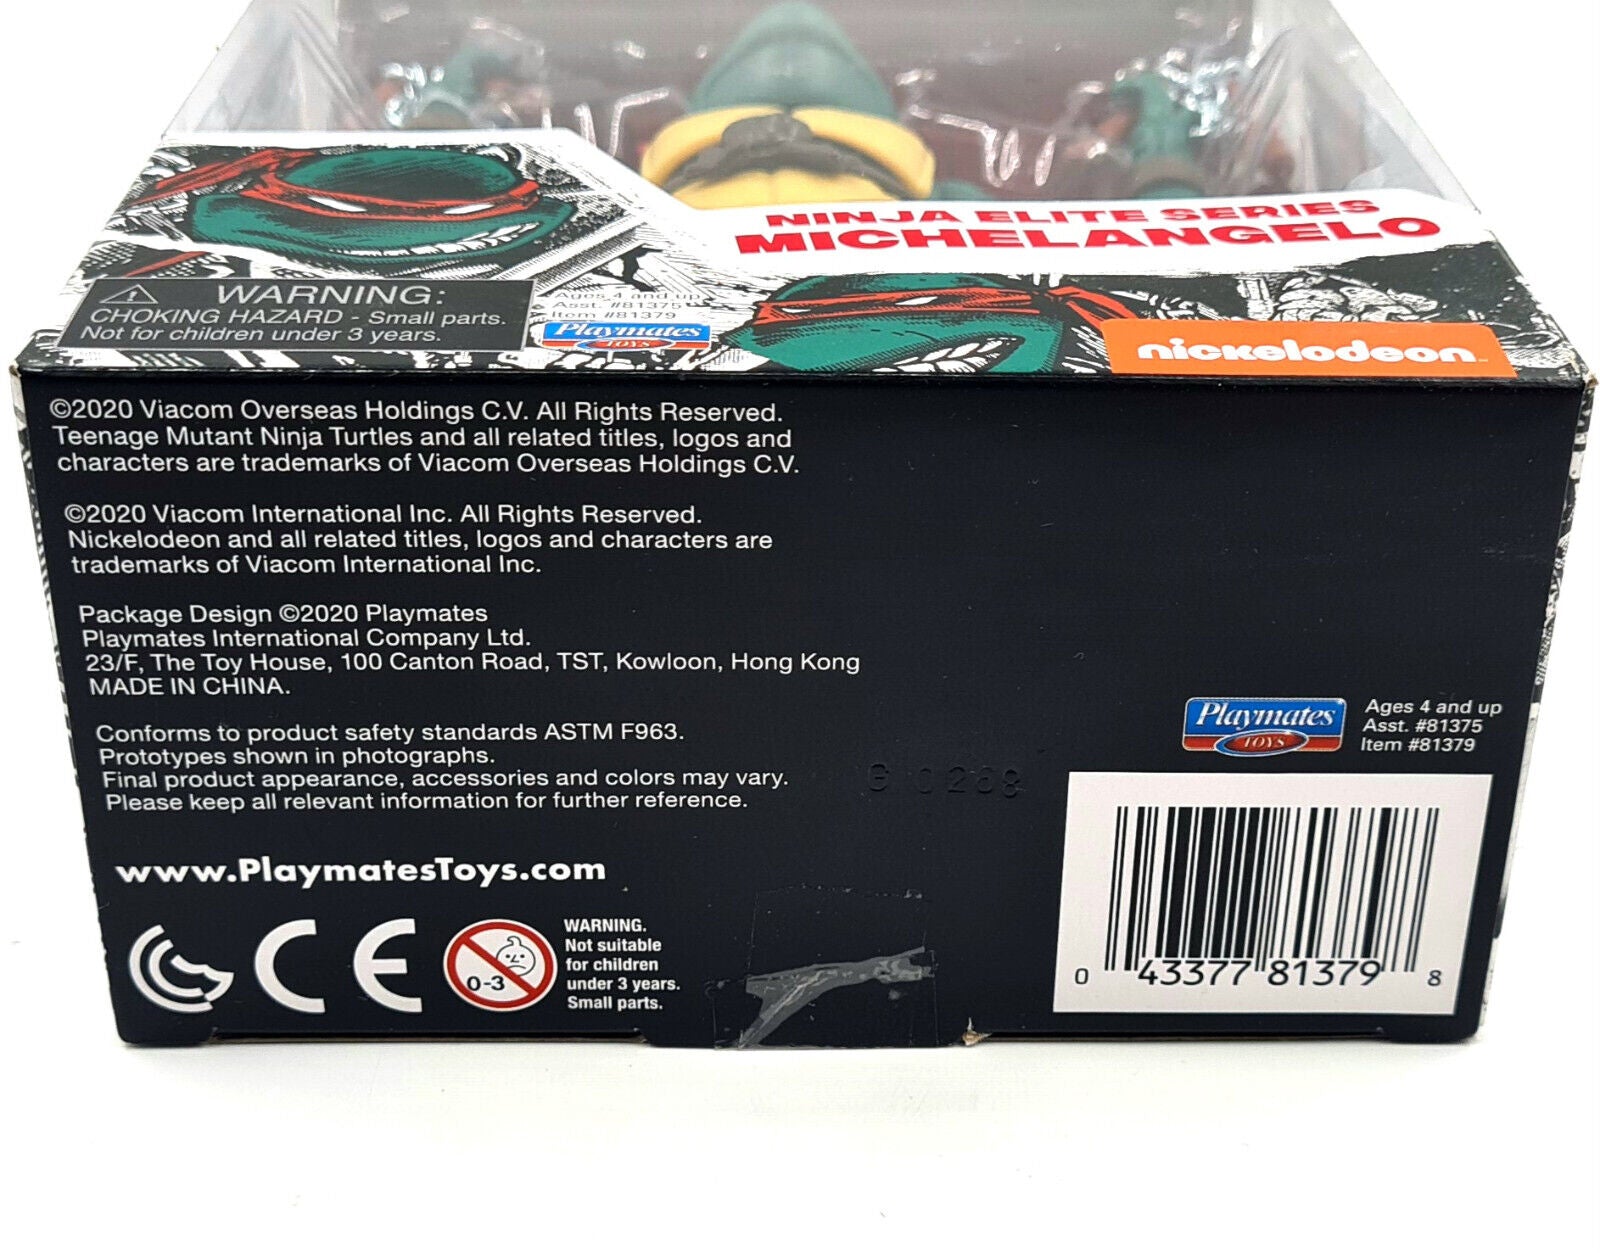 NINJA ELITE SERIES
MICHELANGELO
WARNING:
CHOKING HAZARD - Small parts.
Not for children under 3 years.
Ages 4 and up
Asst. #81375
Item #81379
Playmates
TOYS
nickelodeon
©2020 Viacom Overseas Holdings C.V. All Rights Reserved.
Teenage Mutant Ninja Turtles and all related titles, logos and
characters are trademarks of Viacom Overseas Holdings C.V.
©2020 Viacom International Inc. All Rights Reserved.
Nickelodeon and all related titles, logos and characters are
trademarks of Viacom International Inc.
Package Design ©2020 Playmates
Playmates International Company Ltd.
23/F, The Toy House, 100 Canton Road, TST, Kowloon, Hong Kong
MADE IN CHINA.
Conforms to product safety standards ASTM F963.
Prototypes shown in photographs.
Final product appearance, accessories and colors may vary.
Please keep all relevant information for further reference.
www.PlaymatesToys.com
CE
0-3
WARNING.
Not suitable
for children
under 3 years.
Small parts.
Playmates
TOYS
Ages 4 and up
Asst. #81375
Item #81379
0 43377 81379 8